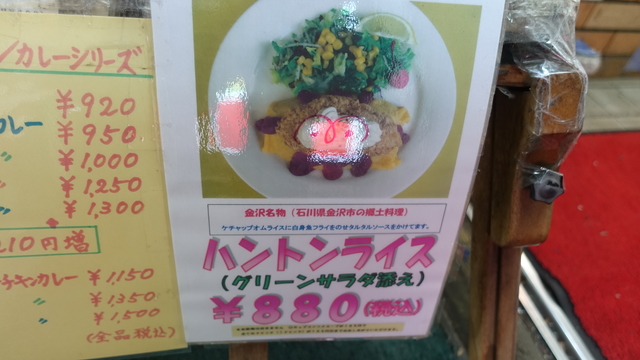 カレーシリーズ
￥920
カレー ￥950
〃 ￥1,000
〃 ￥1,250
〃 ￥1,300
10円増
チキンカレー ￥1,150
〃 ￥1,350
￥1,500
(全品税込)
金沢名物（石川県金沢市の郷土料理）
ケチャップオムライスに白身魚フライをのせタルタルソースをかけてます。
ハントンライス
(グリーンサラダ添え)
￥880(税込)